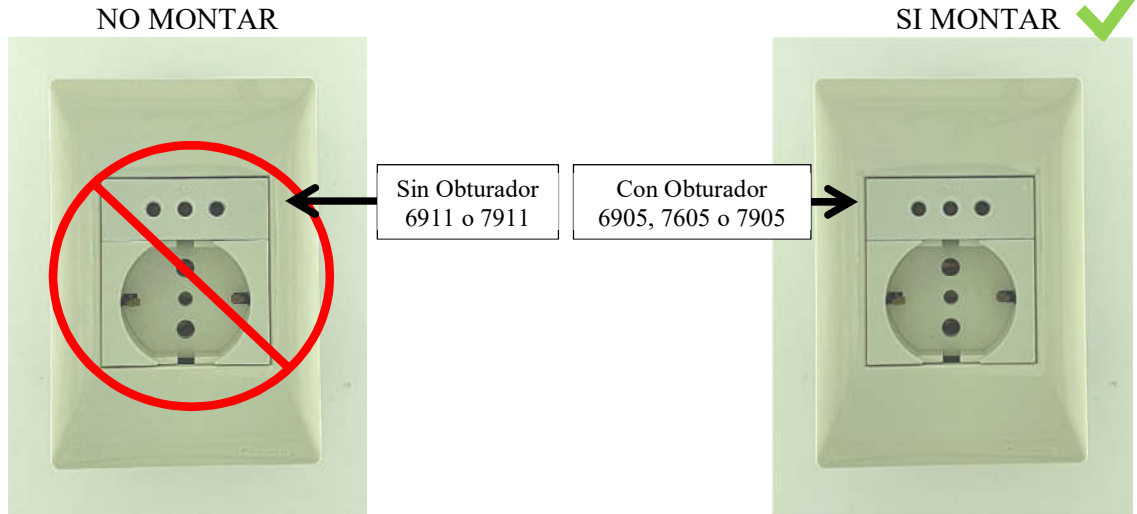 NO MONTAR
SI MONTAR
Sin Obturador
6911 o 7911
Con Obturador
6905, 7605 o 7905